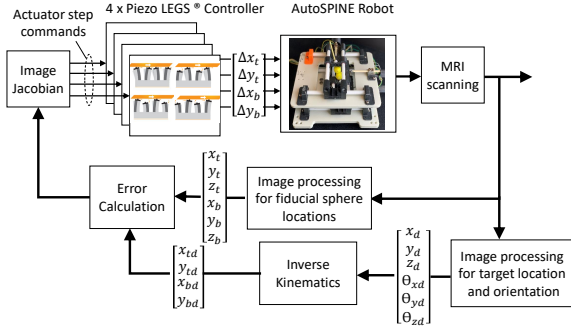 Actuator step
commands
4 x Piezo LEGS ® Controller
AutoSPINE Robot
Image
Jacobian
Δx_t
Δy_t
Δx_b
Δy_b
MRI
scanning
Error
Calculation
x_t
y_t
z_t
x_b
y_b
z_b
Image processing
for fiducial sphere
locations
x_td
y_td
x_bd
y_bd
Inverse
Kinematics
x_d
y_d
z_d
Θ_xd
Θ_yd
Θ_zd
Image processing
for target location
and orientation